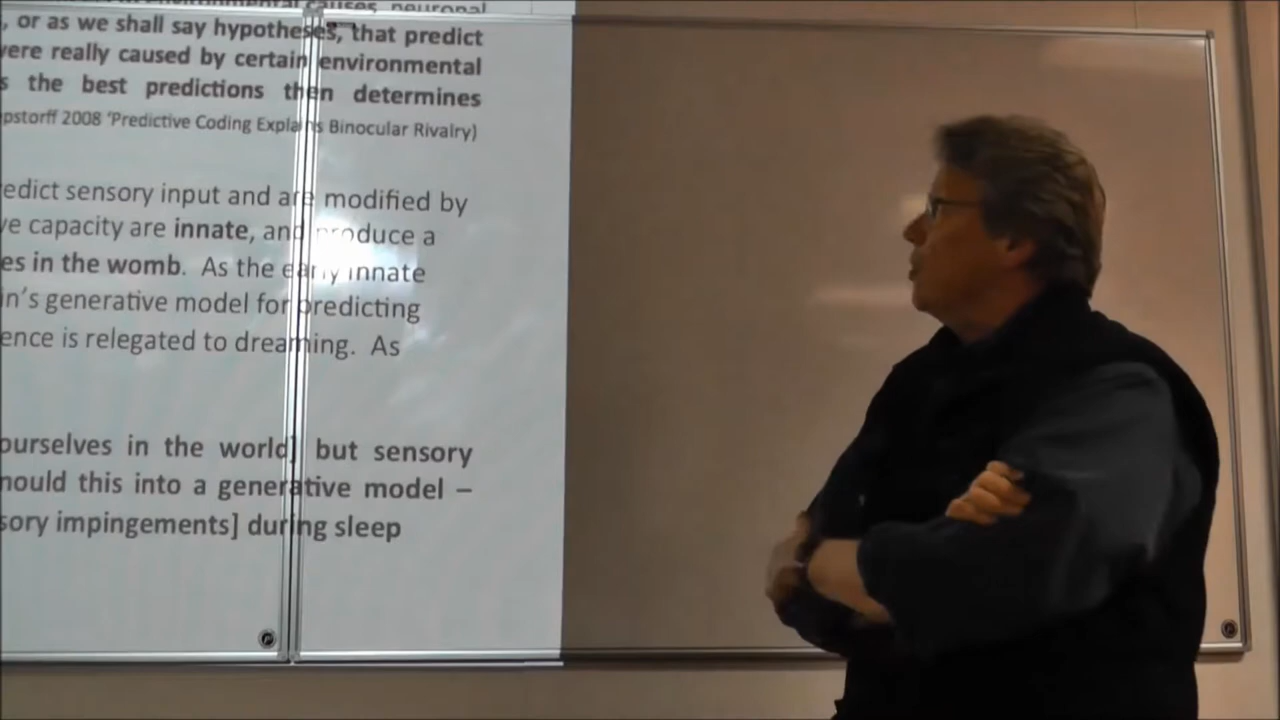 causes, neuronal
, or as we shall say hypotheses, that predict
were really caused by certain environmental
s the best predictions then determines
pstorff 2008 'Predictive Coding Explains Binocular Rivalry)
edict sensory input and are modified by
ve capacity are innate, and produce a
es in the womb. As the early innate
in's generative model for predicting
ence is relegated to dreaming. As
ourselves in the world] but sensory
mould this into a generative model –
sory impingements] during sleep